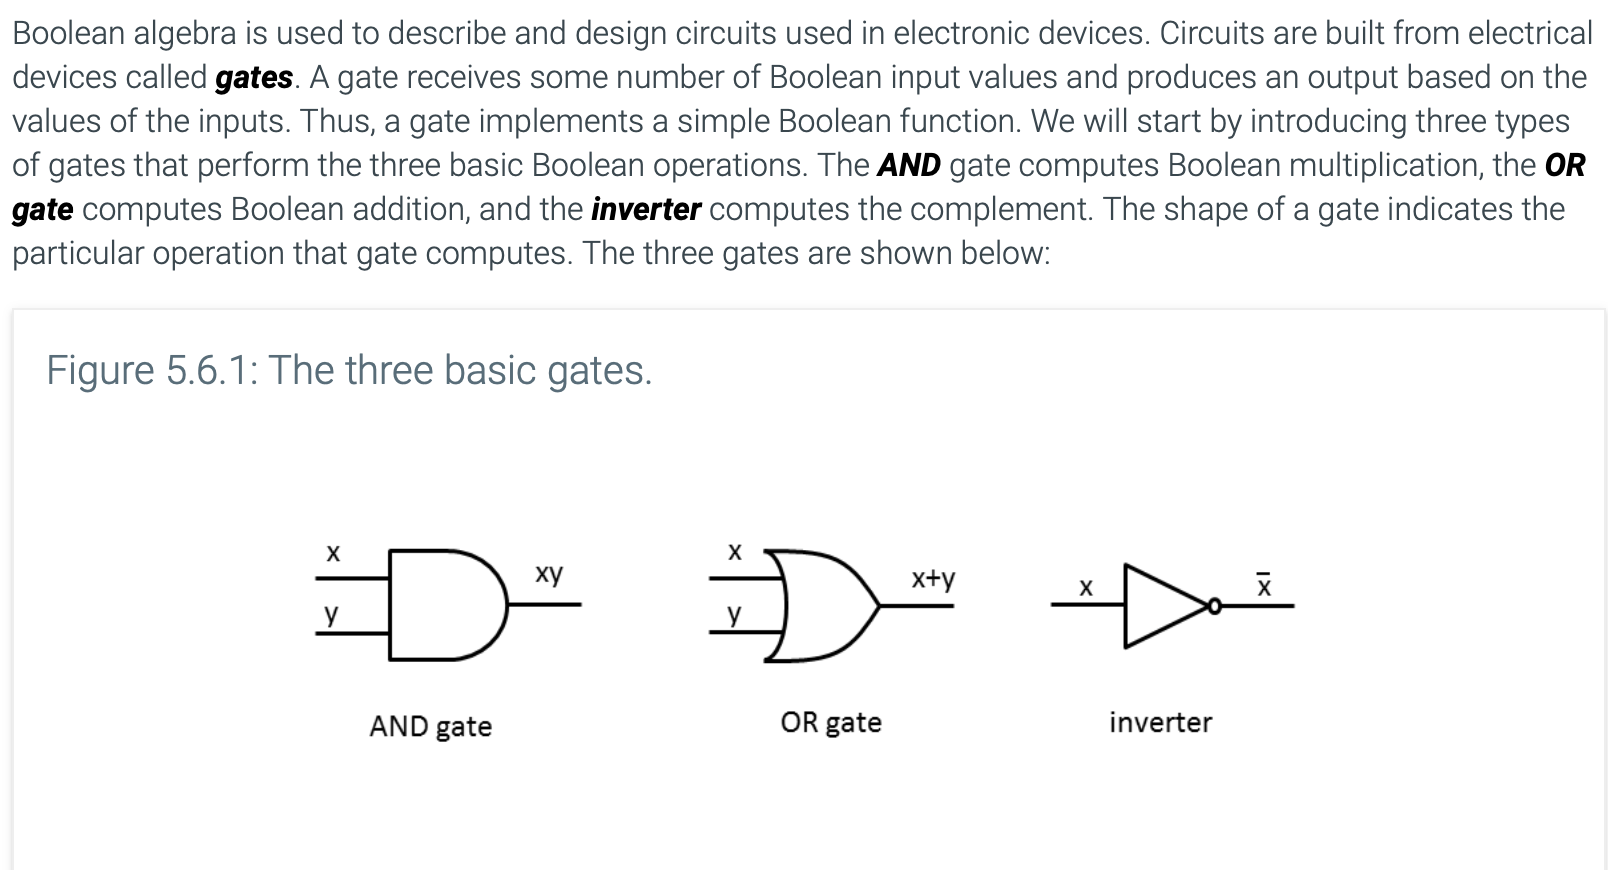 Boolean algebra is used to describe and design circuits used in electronic devices. Circuits are built from electrical
devices called gates. A gate receives some number of Boolean input values and produces an output based on the
values of the inputs. Thus, a gate implements a simple Boolean function. We will start by introducing three types
of gates that perform the three basic Boolean operations. The AND gate computes Boolean multiplication, the OR
gate computes Boolean addition, and the inverter computes the complement. The shape of a gate indicates the
particular operation that gate computes. The three gates are shown below:
Figure 5.6.1: The three basic gates.
x
y
xy
AND gate
x
y
x+y
OR gate
x
x̄
inverter